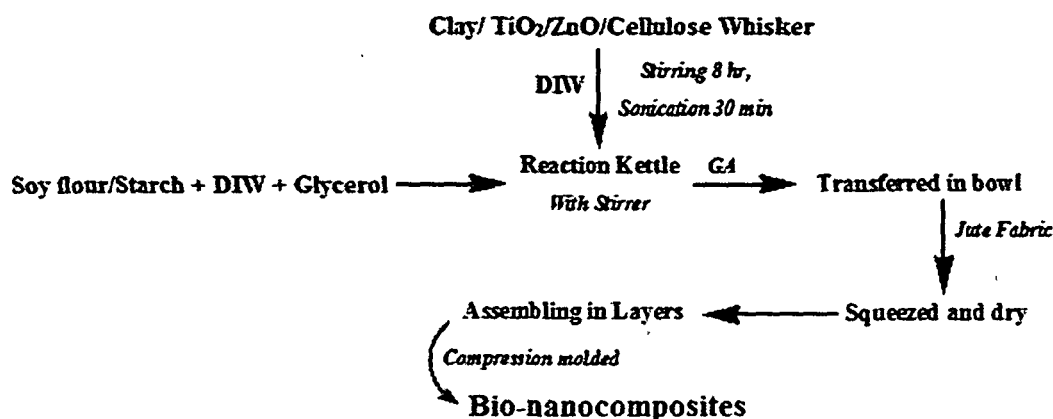 Clay/ TiO₂/ZnO/Cellulose Whisker
DIW
Stirring 8 hr,
Sonication 30 min
Soy flour/Starch + DIW + Glycerol
Reaction Kettle
With Stirrer
GA
Transferred in bowl
Jute Fabric
Squeezed and dry
Assembling in Layers
Compression molded
Bio-nanocomposites